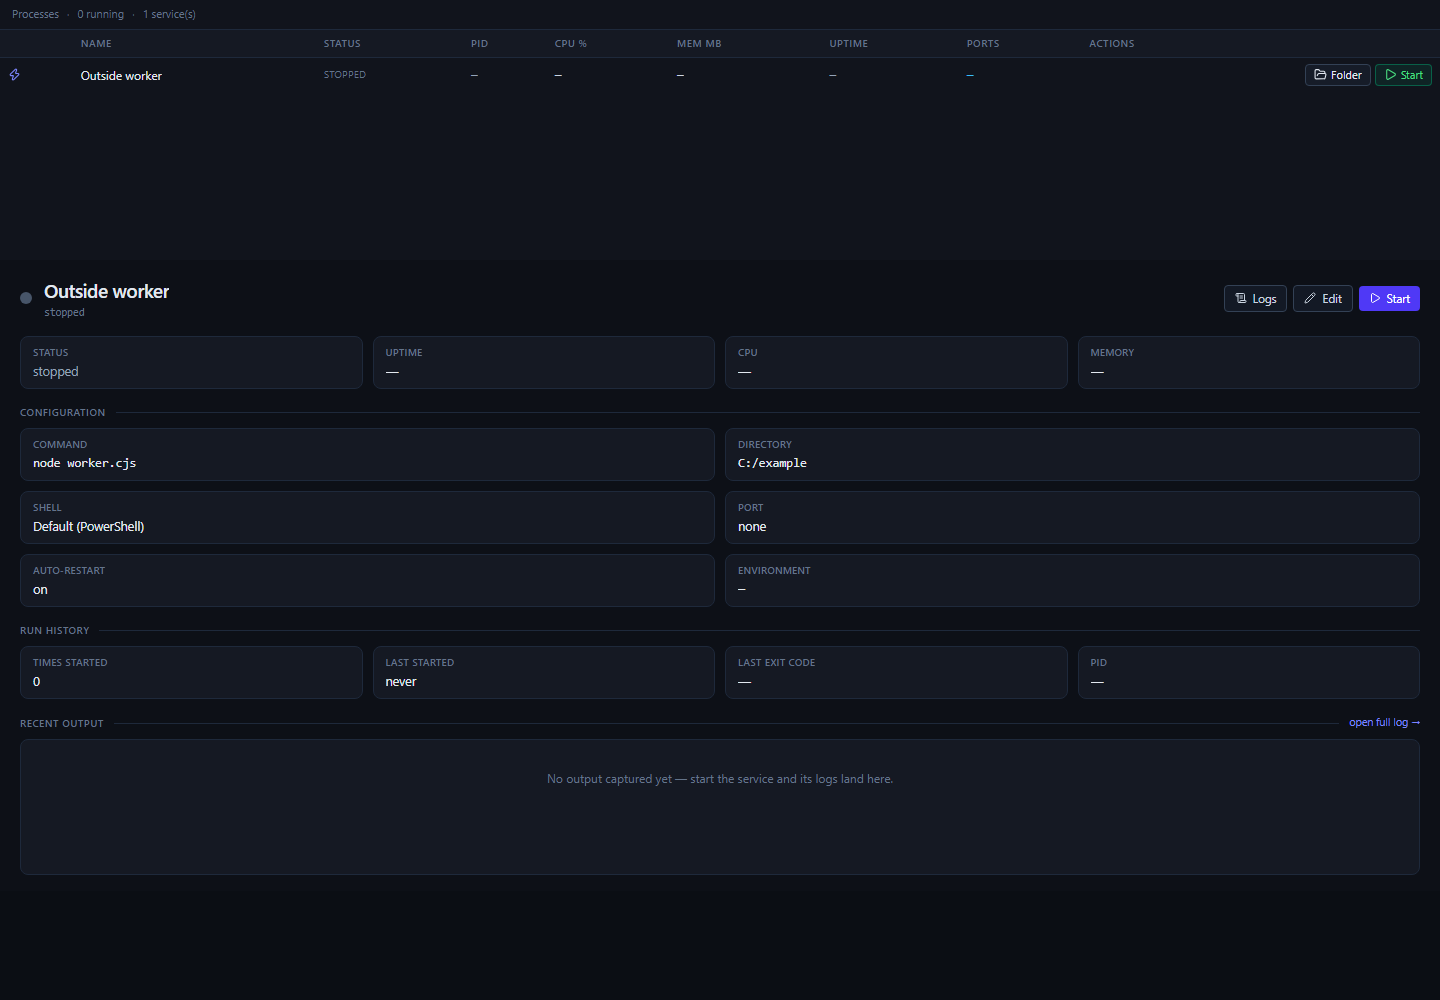 Processes · 0 running · 1 service(s)
NAME STATUS PID CPU % MEM MB UPTIME PORTS ACTIONS
Outside worker STOPPED – – – – – Folder Start
Outside worker
stopped
Logs Edit Start
STATUS UPTIME CPU MEMORY
stopped — — —
CONFIGURATION
COMMAND DIRECTORY
node worker.cjs C:/example
SHELL PORT
Default (PowerShell) none
AUTO-RESTART ENVIRONMENT
on –
RUN HISTORY
TIMES STARTED LAST STARTED LAST EXIT CODE PID
0 never — —
RECENT OUTPUT open full log →
No output captured yet — start the service and its logs land here.